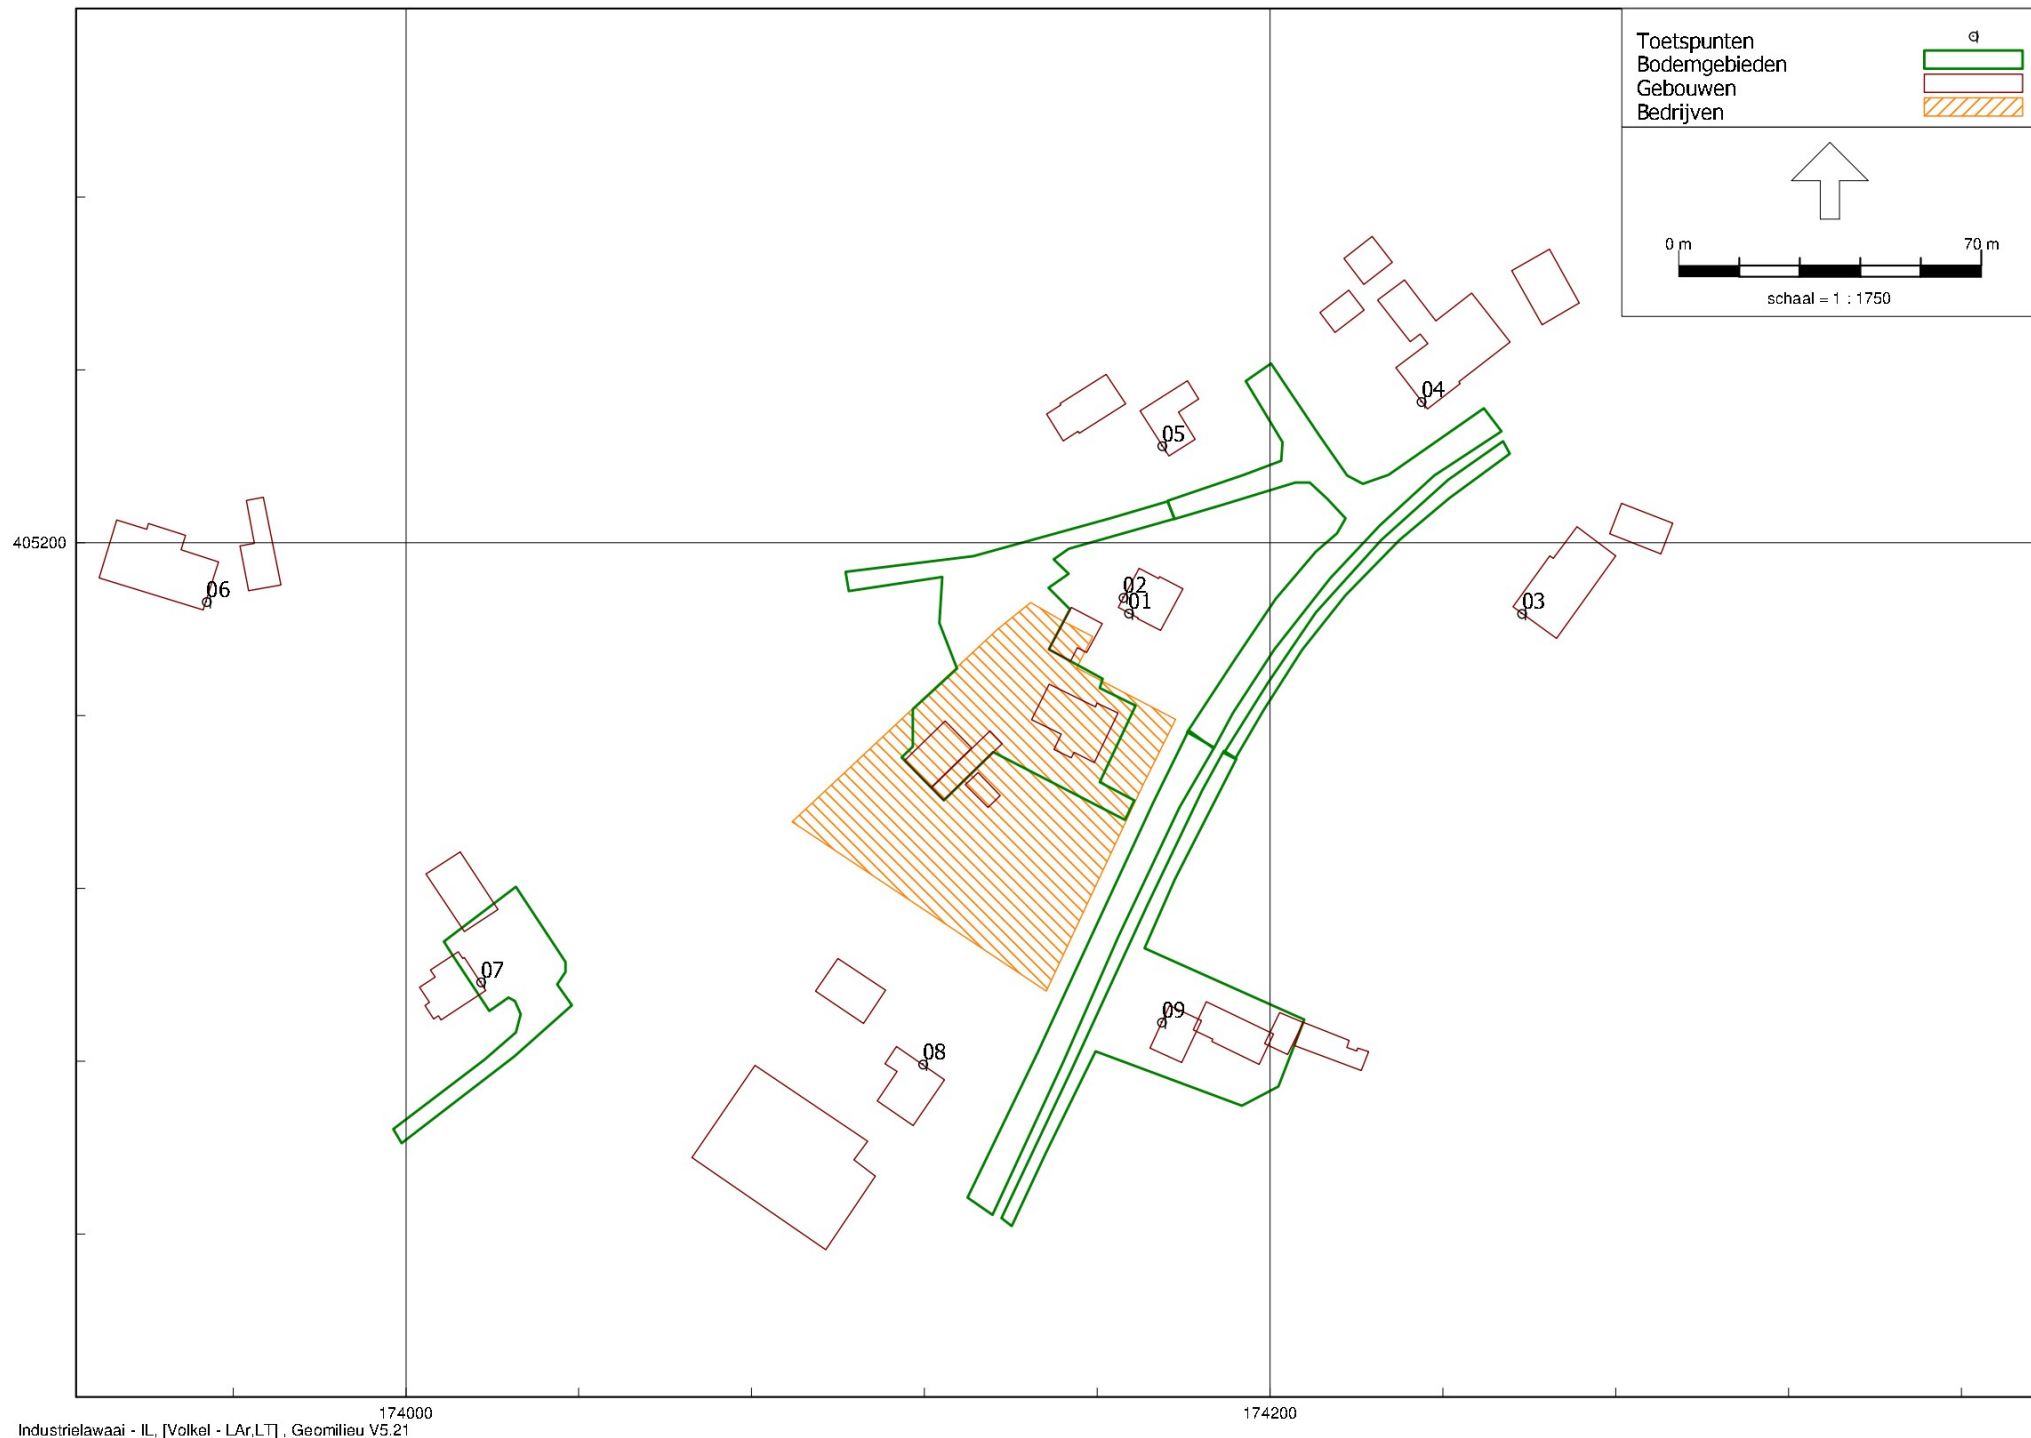 Toetspunten
Bodemgebieden
Gebouwen
Bedrijven
0 m 70 m
schaal = 1 : 1750
04
05
405200
06
02
01
03
07
09
08
174000 174200
Industrielawaai - IL, [Volkel - LAr,LT] , Geomilieu V5.21